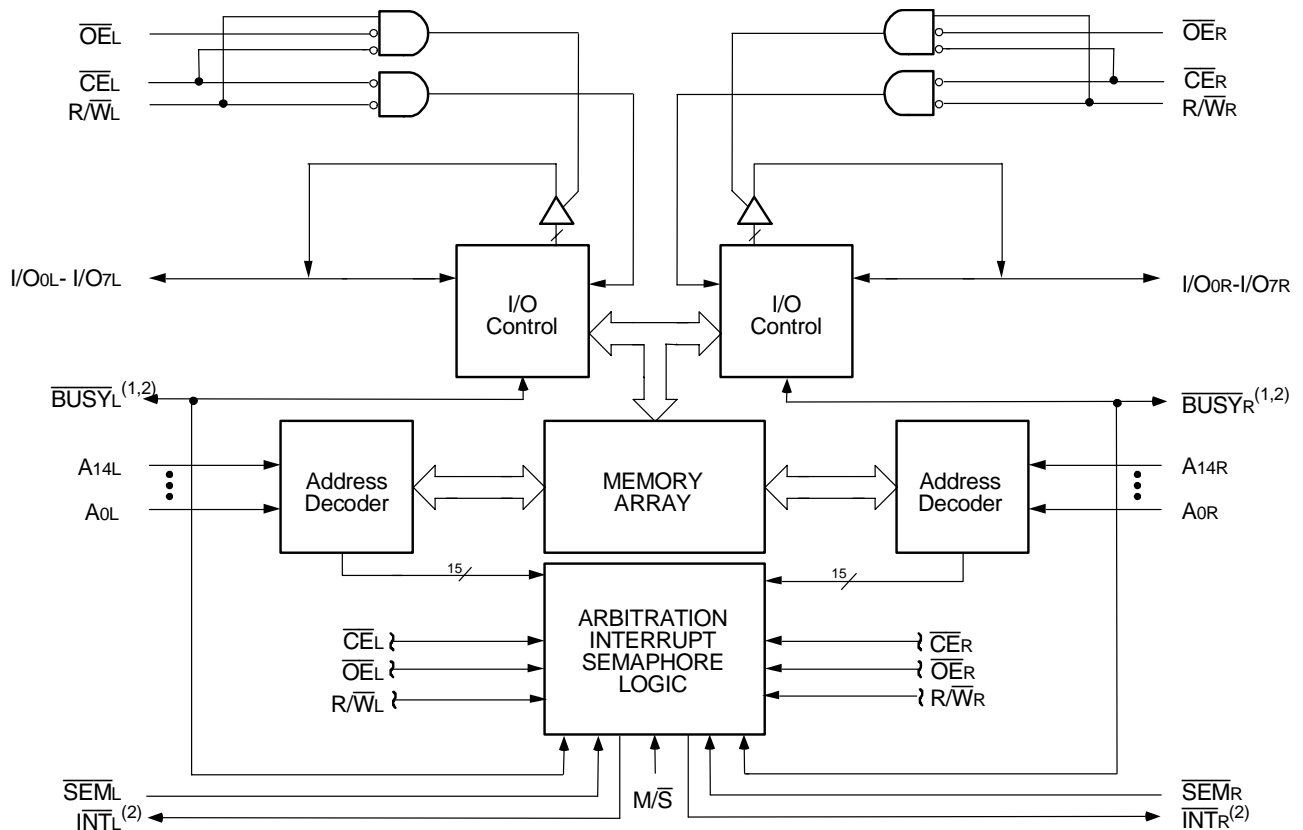 OEL
OER
CEL
CER
R/WL
R/WR
I/O0L- I/O7L
I/O
Control
I/O
Control
I/O0R-I/O7R
BUSYL(1,2)
BUSYR(1,2)
A14L
A0L
Address
Decoder
MEMORY
ARRAY
Address
Decoder
A14R
A0R
15
15
ARBITRATION
INTERRUPT
SEMAPHORE
LOGIC
CEL
OEL
R/WL
CER
OER
R/WR
SEML
INTL(2)
M/S
SEMR
INTR(2)